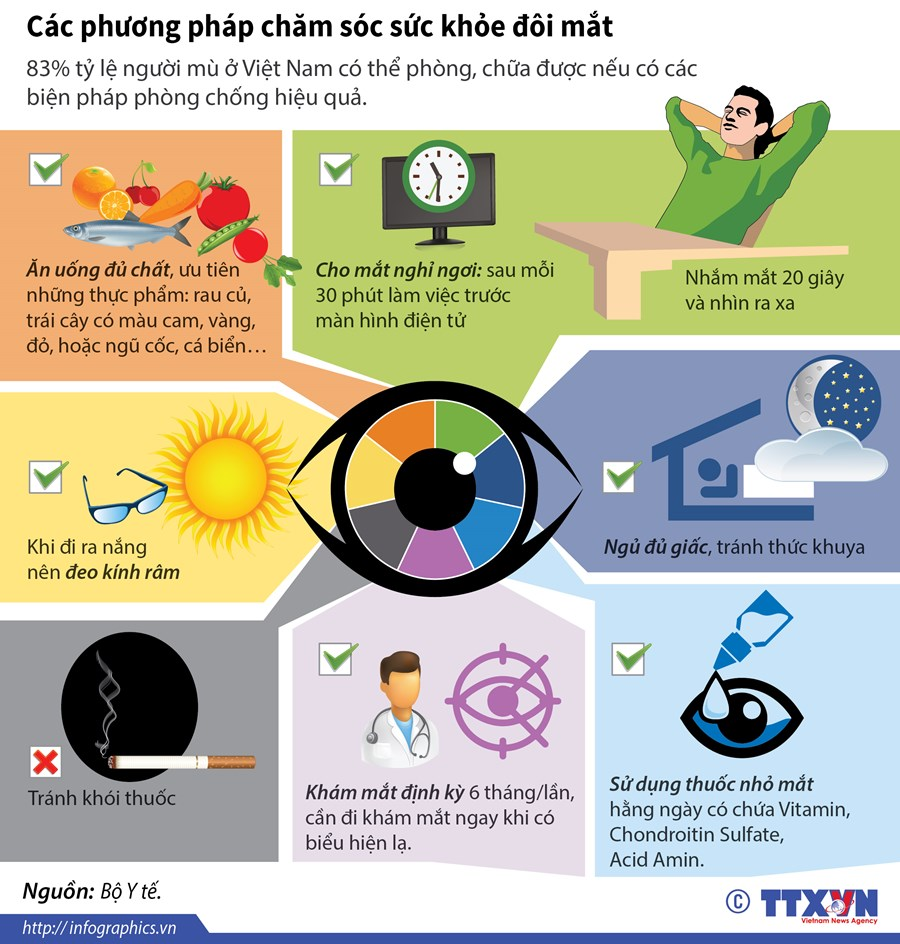 Các phương pháp chăm sóc sức khỏe đôi mắt
83% tỷ lệ người mù ở Việt Nam có thể phòng, chữa được nếu có các
biện pháp phòng chống hiệu quả.
Ăn uống đủ chất, ưu tiên
những thực phẩm: rau củ,
trái cây có màu cam, vàng,
đỏ, hoặc ngũ cốc, cá biển...
Cho mắt nghỉ ngơi: sau mỗi
30 phút làm việc trước
màn hình điện tử
Nhắm mắt 20 giây
và nhìn ra xa
Khi đi ra nắng
nên đeo kính râm
Ngủ đủ giấc, tránh thức khuya
Tránh khói thuốc
Khám mắt định kỳ 6 tháng/lần,
cần đi khám mắt ngay khi có
biểu hiện lạ.
Sử dụng thuốc nhỏ mắt
hằng ngày có chứa Vitamin,
Chondroitin Sulfate,
Acid Amin.
Nguồn: Bộ Y tế.
© TTXVN
Vietnam News Agency
http://infographics.vn